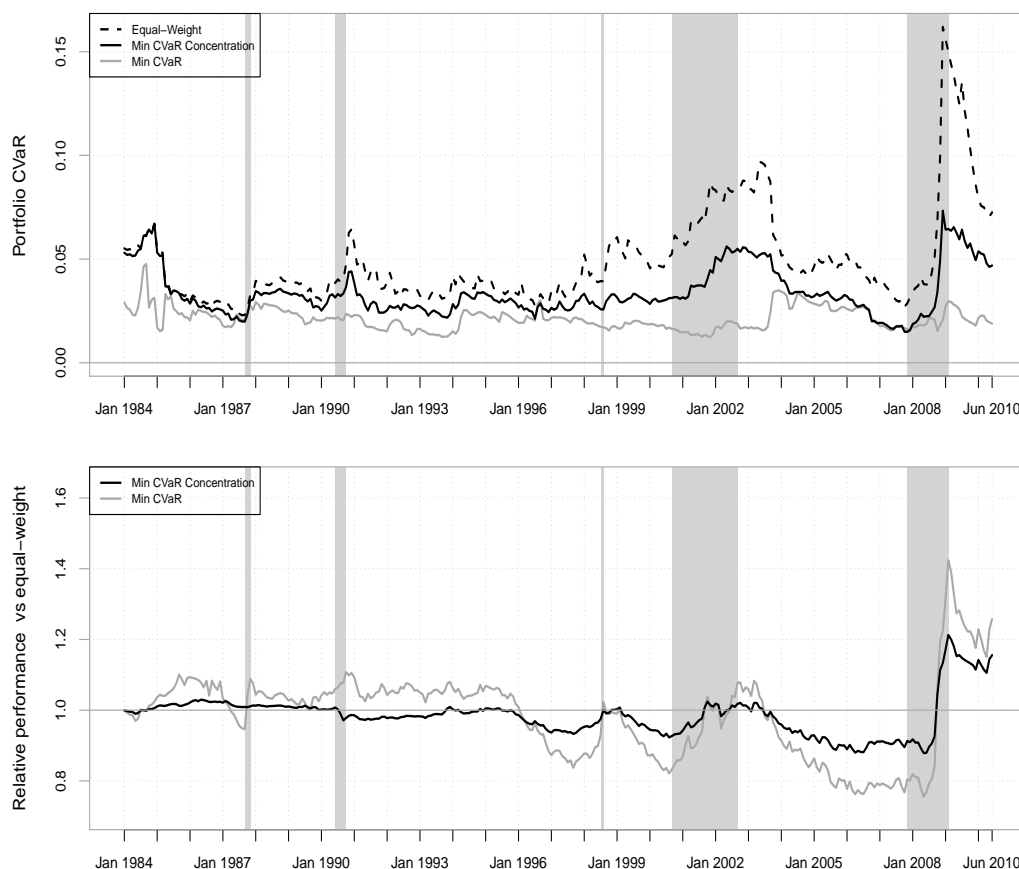 Equal−Weight
Min CVaR Concentration
Min CVaR
Portfolio CVaR
0.15
0.10
0.05
0.00
Jan 1984 Jan 1987 Jan 1990 Jan 1993 Jan 1996 Jan 1999 Jan 2002 Jan 2005 Jan 2008 Jun 2010
Min CVaR Concentration
Min CVaR
Relative performance vs equal−weight
1.6
1.4
1.2
1.0
0.8
Jan 1984 Jan 1987 Jan 1990 Jan 1993 Jan 1996 Jan 1999 Jan 2002 Jan 2005 Jan 2008 Jun 2010